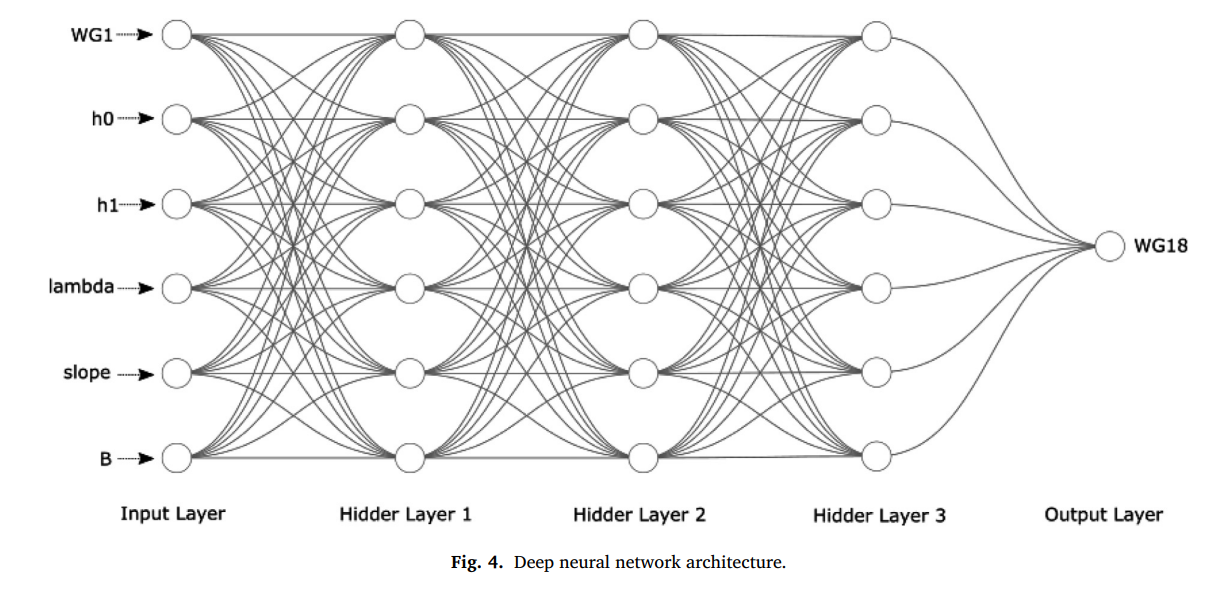 WG1
h0
h1
lambda
slope
B
WG18
Input Layer
Hidder Layer 1
Hidder Layer 2
Hidder Layer 3
Output Layer
Fig. 4. Deep neural network architecture.